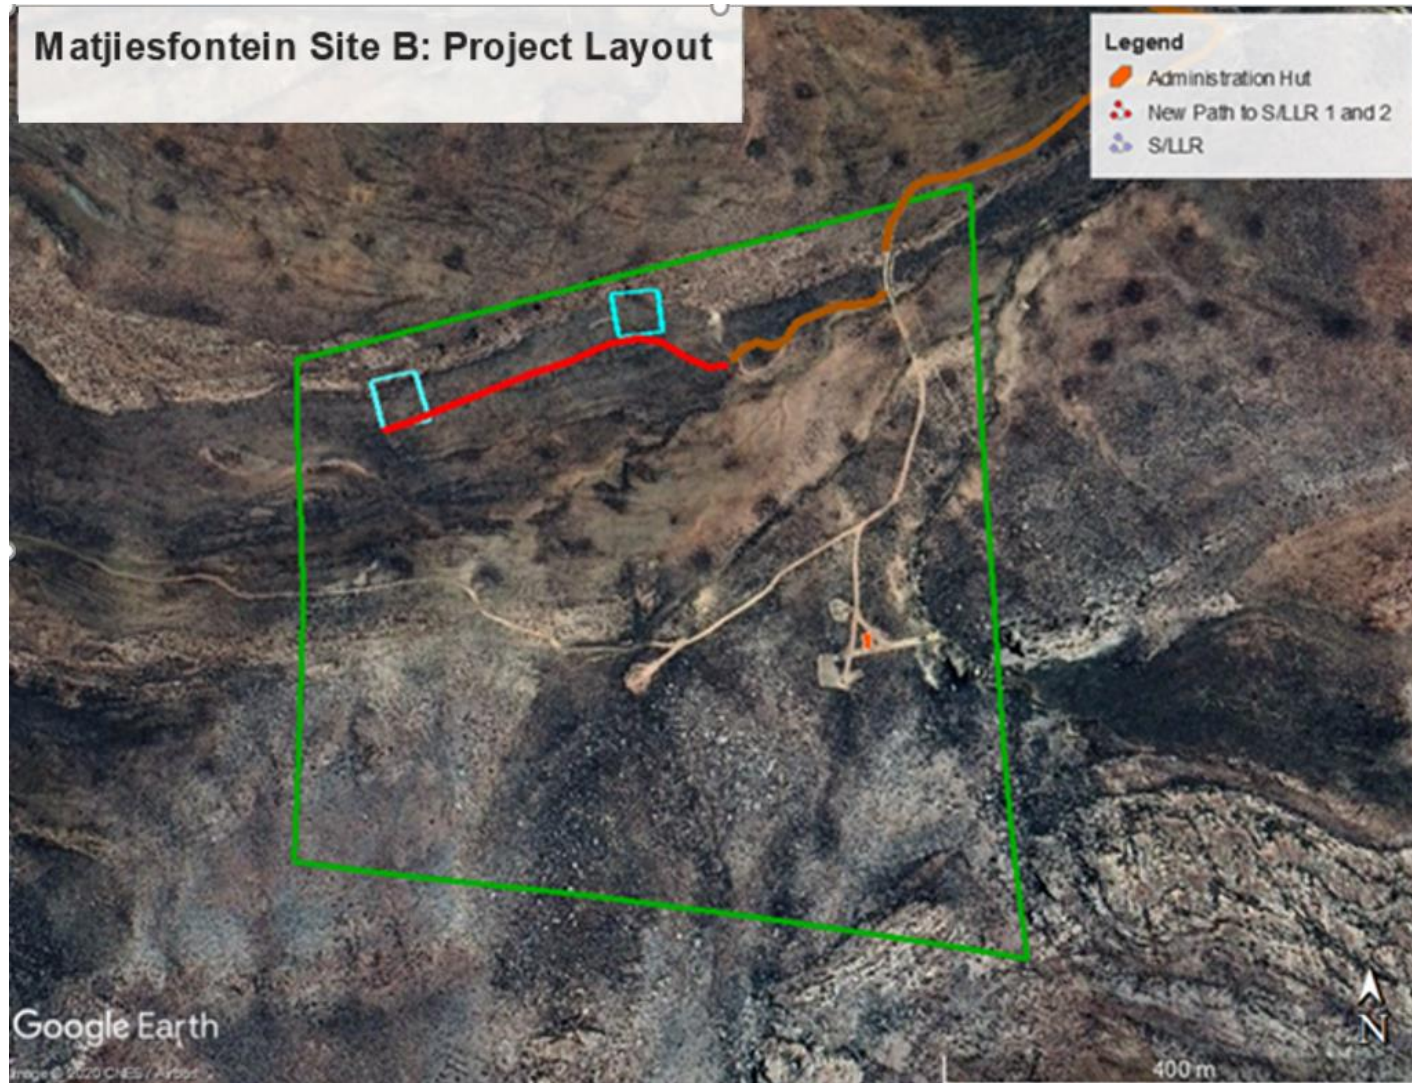 Matjiesfontein Site B: Project Layout
Legend
Administration Hut
New Path to S/LLR 1 and 2
S/LLR
Google Earth
N
400 m